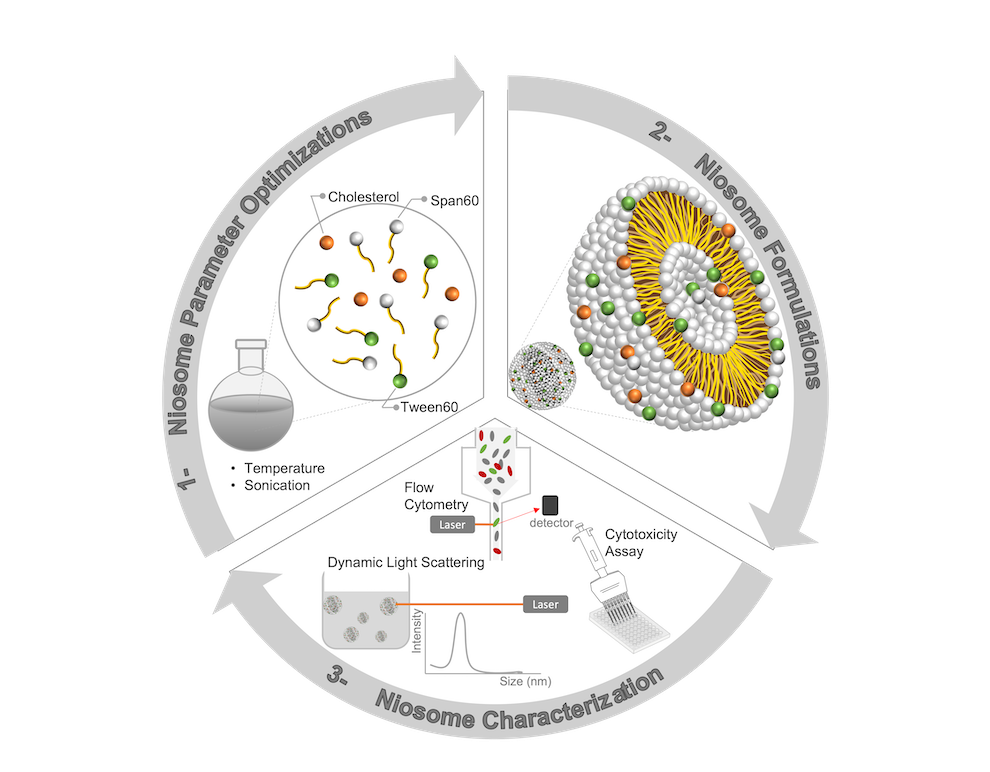 1- Niosome Parameter Optimizations
Cholesterol
Span60
Tween60
• Temperature
• Sonication
2- Niosome Formulations
Flow
Cytometry
Laser
detector
Cytotoxicity
Assay
Dynamic Light Scattering
Laser
Intensity
Size (nm)
3- Niosome Characterization